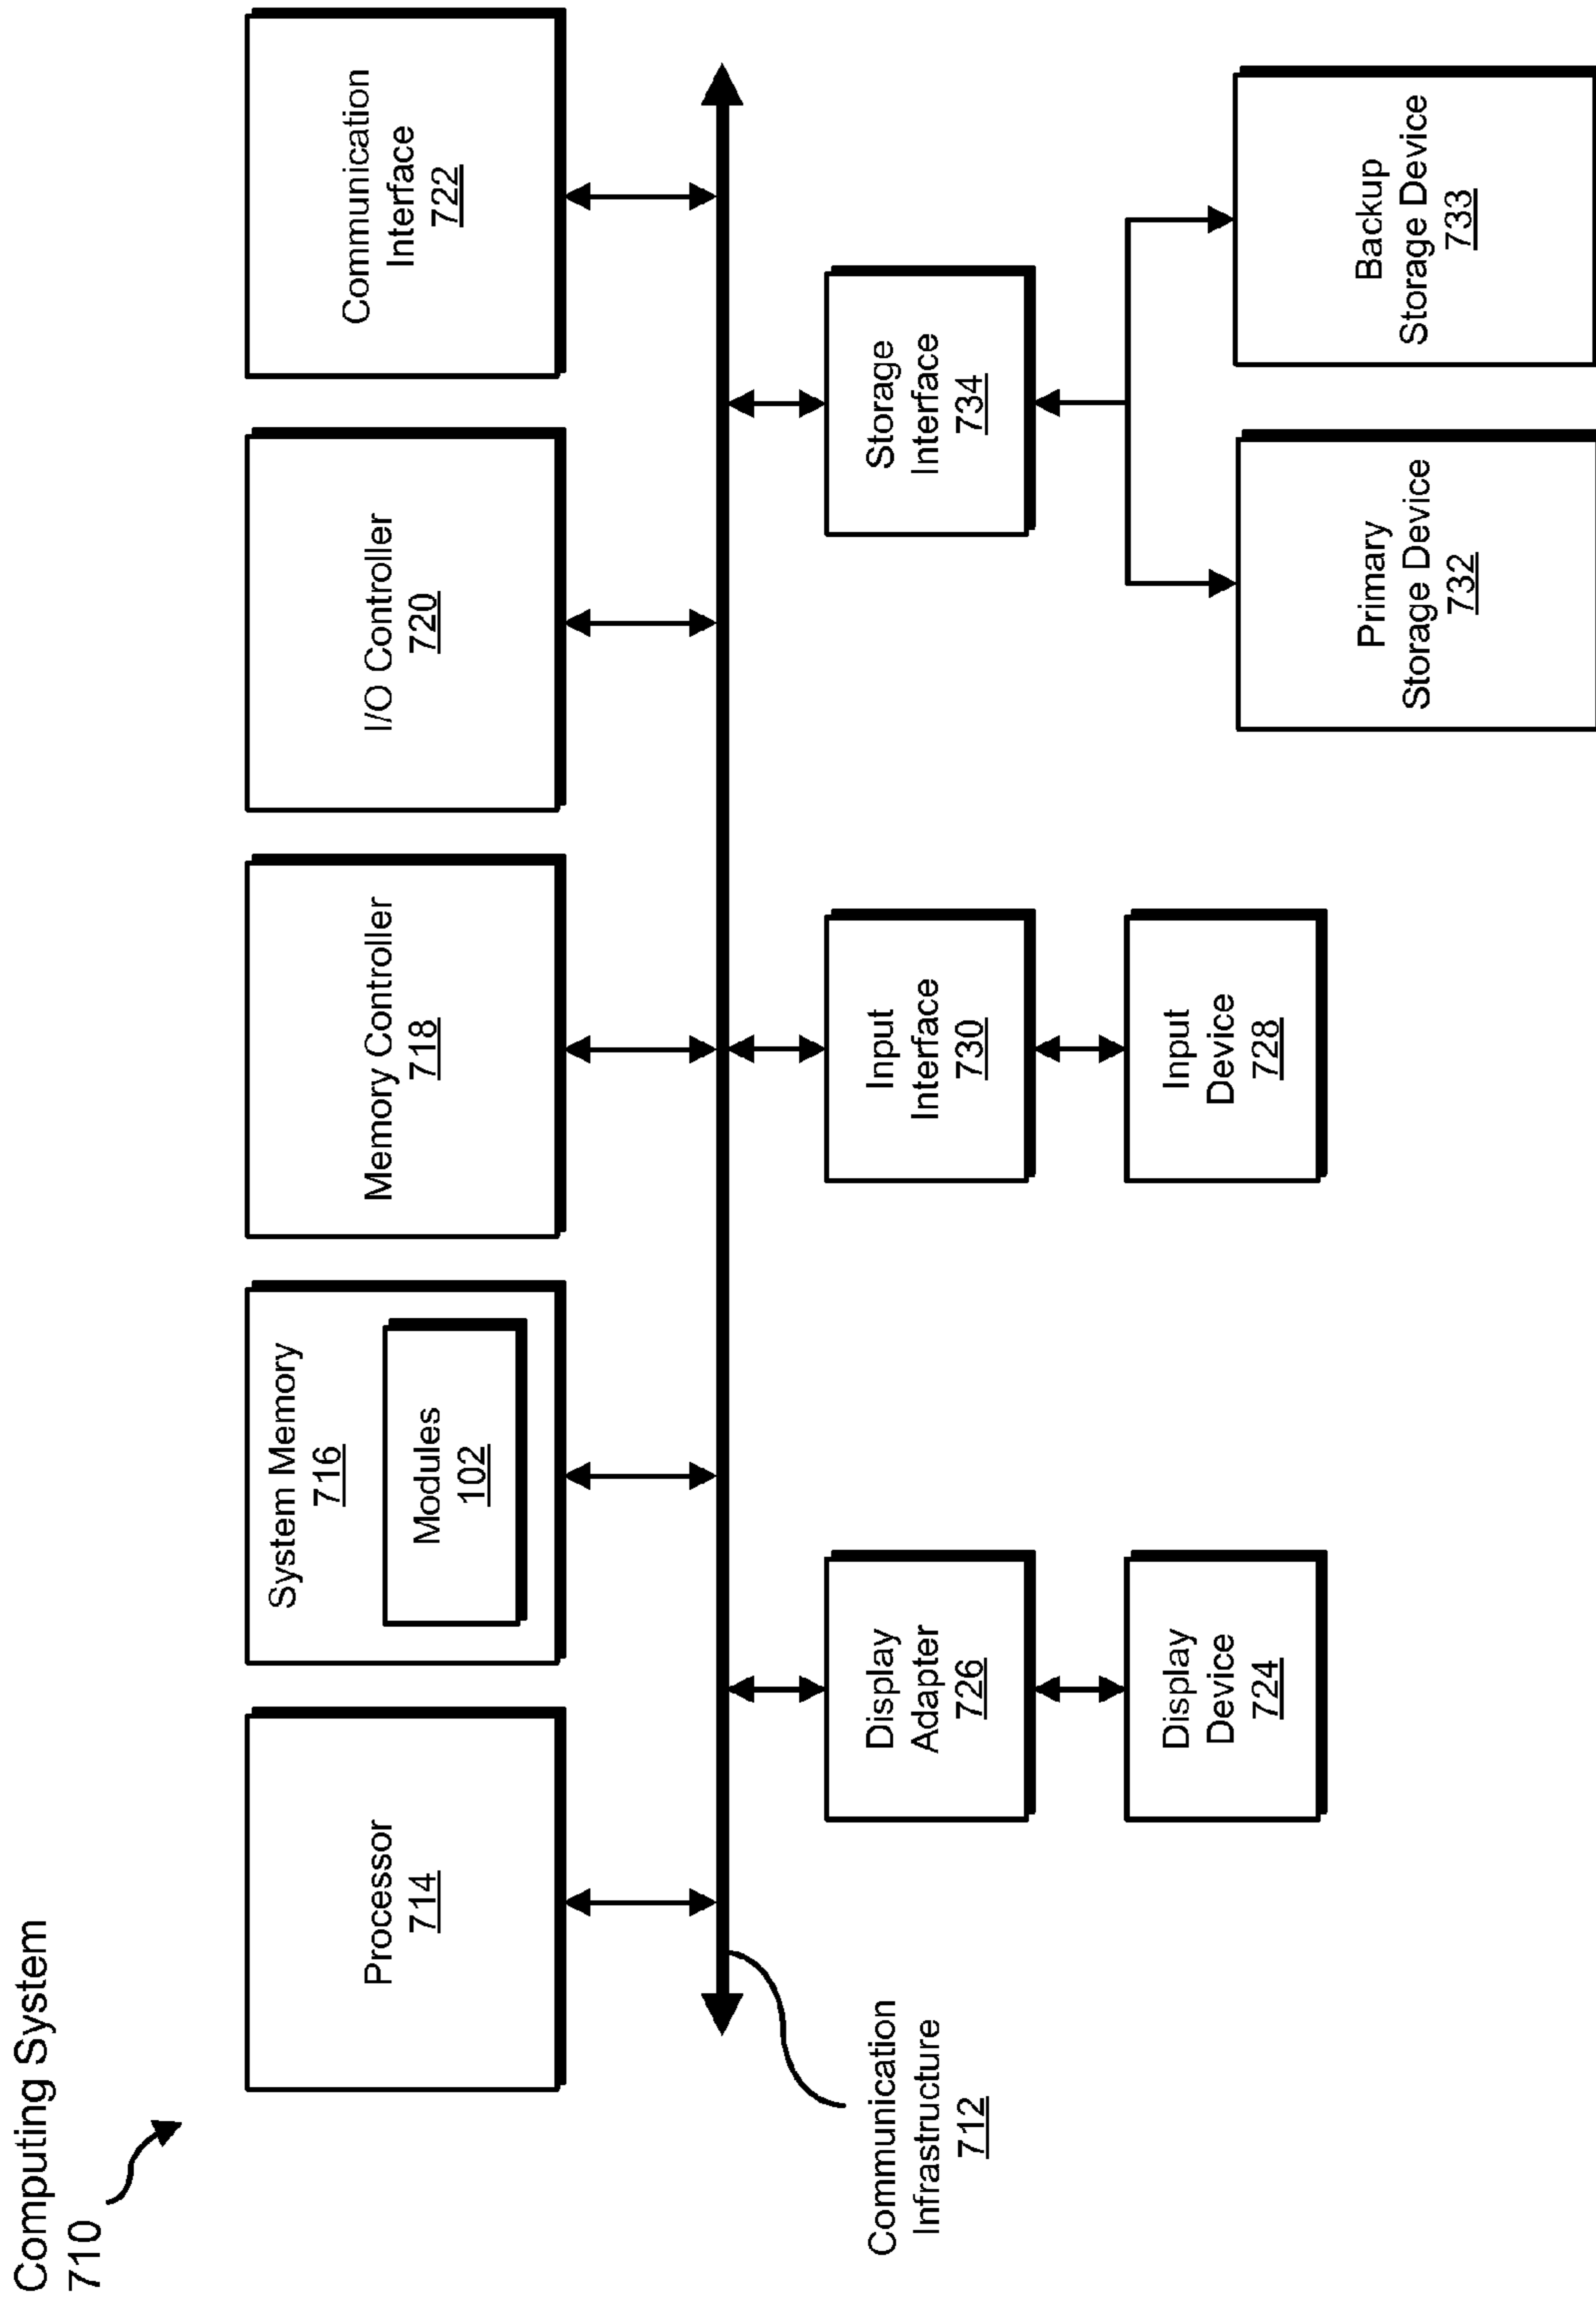 Computing System
710
Processor
714
System Memory
716
Modules
102
Memory Controller
718
I/O Controller
720
Communication
Interface
722
Communication
Infrastructure
712
Display
Adapter
726
Input
Interface
730
Storage
Interface
734
Display
Device
724
Input
Device
728
Primary
Storage Device
732
Backup
Storage Device
733